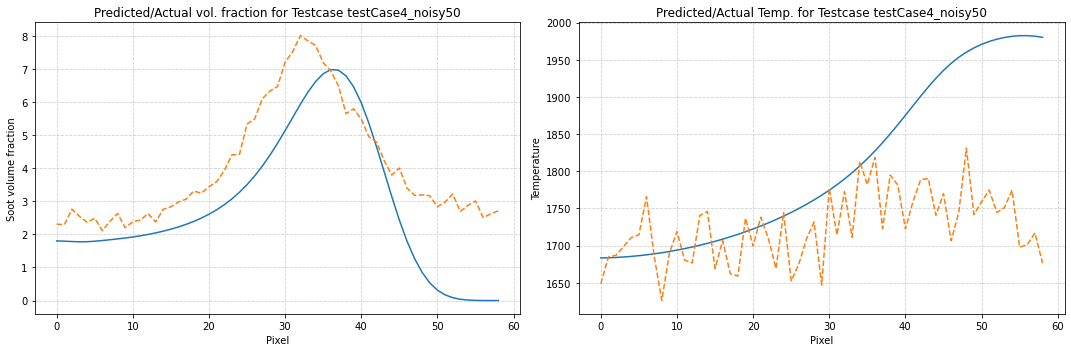 Predicted/Actual vol. fraction for Testcase testCase4_noisy50
Soot volume fraction
8
7
6
5
4
3
2
1
0
0 10 20 30 40 50 60
Pixel
Predicted/Actual Temp. for Testcase testCase4_noisy50
Temperature
2000
1950
1900
1850
1800
1750
1700
1650
0 10 20 30 40 50 60
Pixel